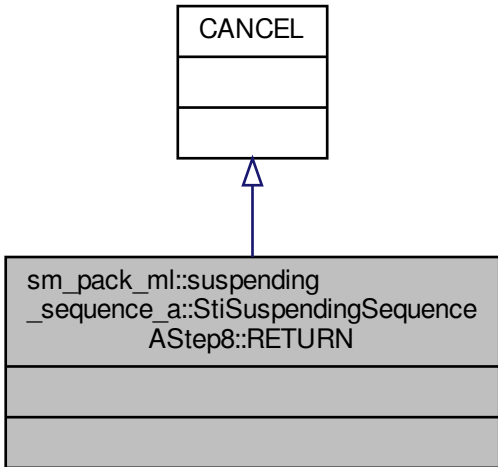 CANCEL
sm_pack_ml::suspending
_sequence_a::StiSuspendingSequence
AStep8::RETURN